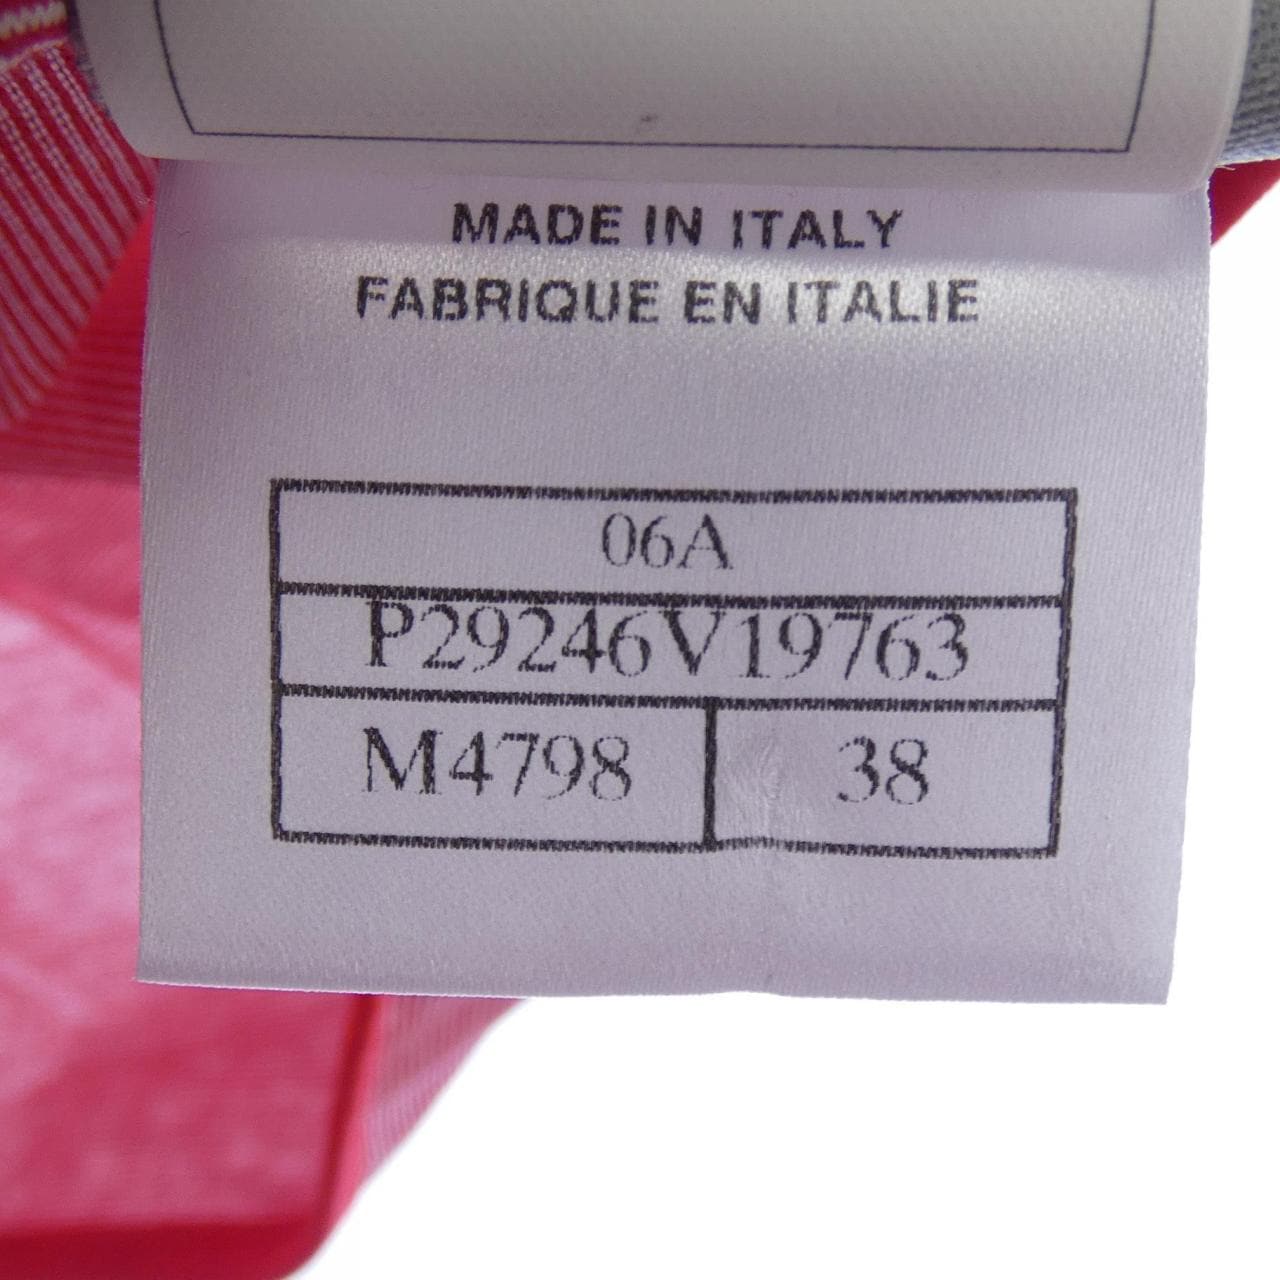 MADE IN ITALY
FABRIQUE EN ITALIE
06A
P29246V19763
M4798 38